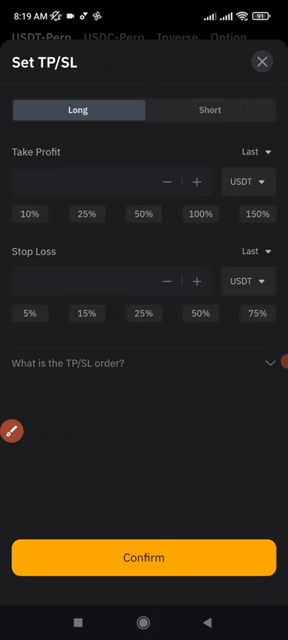 8:19 AM
91
USDT-Perp USDC-Perp Inverse Option
Set TP/SL
Long Short
Take Profit Last
USDT
10% 25% 50% 100% 150%
Stop Loss Last
USDT
5% 15% 25% 50% 75%
What is the TP/SL order?
Confirm